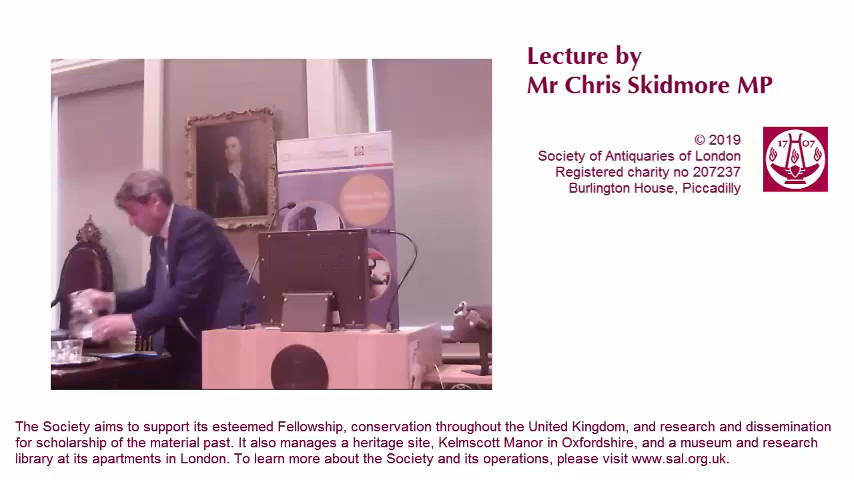 Lecture by
Mr Chris Skidmore MP
© 2019
Society of Antiquaries of London
Registered charity no 207237
Burlington House, Piccadilly
17 07
The Society aims to support its esteemed Fellowship, conservation throughout the United Kingdom, and research and dissemination
for scholarship of the material past. It also manages a heritage site, Kelmscott Manor in Oxfordshire, and a museum and research
library at its apartments in London. To learn more about the Society and its operations, please visit www.sal.org.uk.